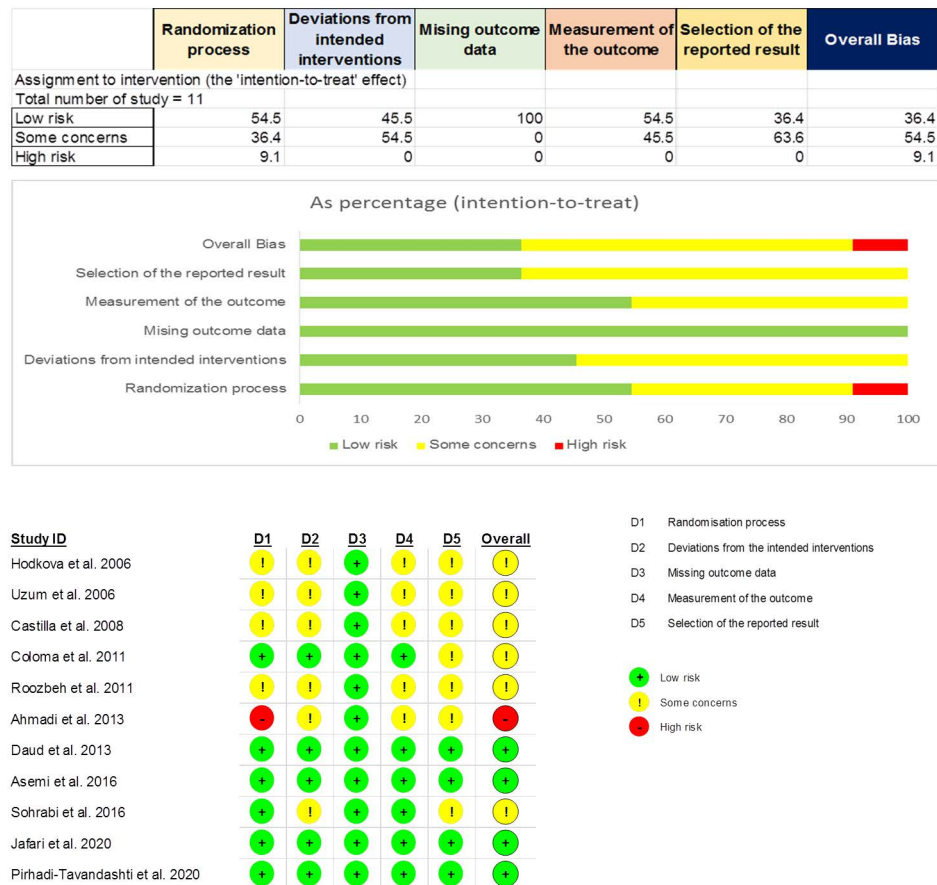 Randomization process Deviations from intended interventions Mising outcome data Measurement of the outcome Selection of the reported result Overall Bias
Assignment to intervention (the 'intention-to-treat' effect)
Total number of study = 11
Low risk 54.5 45.5 100 54.5 36.4 36.4
Some concerns 36.4 54.5 0 45.5 63.6 54.5
High risk 9.1 0 0 0 0 9.1
As percentage (intention-to-treat)
Overall Bias
Selection of the reported result
Measurement of the outcome
Mising outcome data
Deviations from intended interventions
Randomization process
0 10 20 30 40 50 60 70 80 90 100
Low risk Some concerns High risk
Study ID D1 D2 D3 D4 D5 Overall
Hodkova et al. 2006 ! ! + ! ! !
Uzum et al. 2006 ! ! + ! ! !
Castilla et al. 2008 ! ! + ! ! !
Coloma et al. 2011 + + + + ! !
Roozbeh et al. 2011 ! ! + ! ! !
Ahmadi et al. 2013 - ! + ! ! -
Daud et al. 2013 + + + + + +
Asemi et al. 2016 + + + + + +
Sohrabi et al. 2016 + ! + + ! !
Jafari et al. 2020 + + + + + +
Pirhadi-Tavandashti et al. 2020 + + + + + +
D1 Randomisation process
D2 Deviations from the intended interventions
D3 Missing outcome data
D4 Measurement of the outcome
D5 Selection of the reported result
+ Low risk
! Some concerns
- High risk